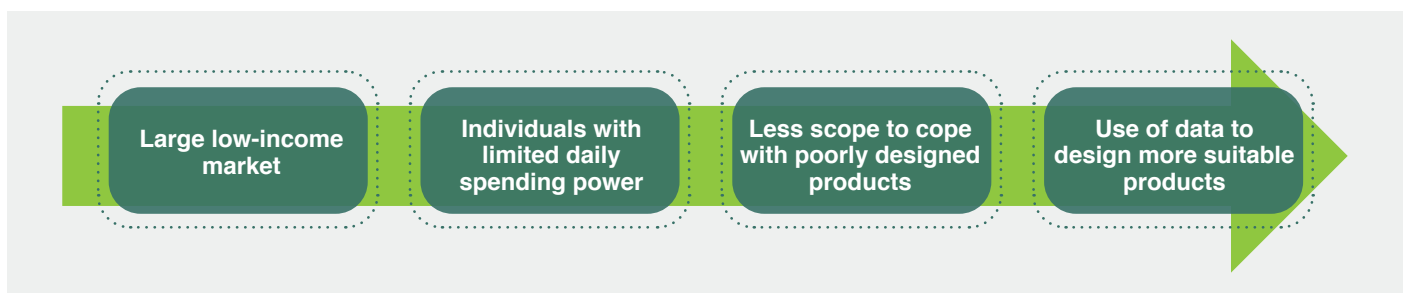 Large low-income
market
Individuals with
limited daily
spending power
Less scope to cope
with poorly designed
products
Use of data to
design more suitable
products